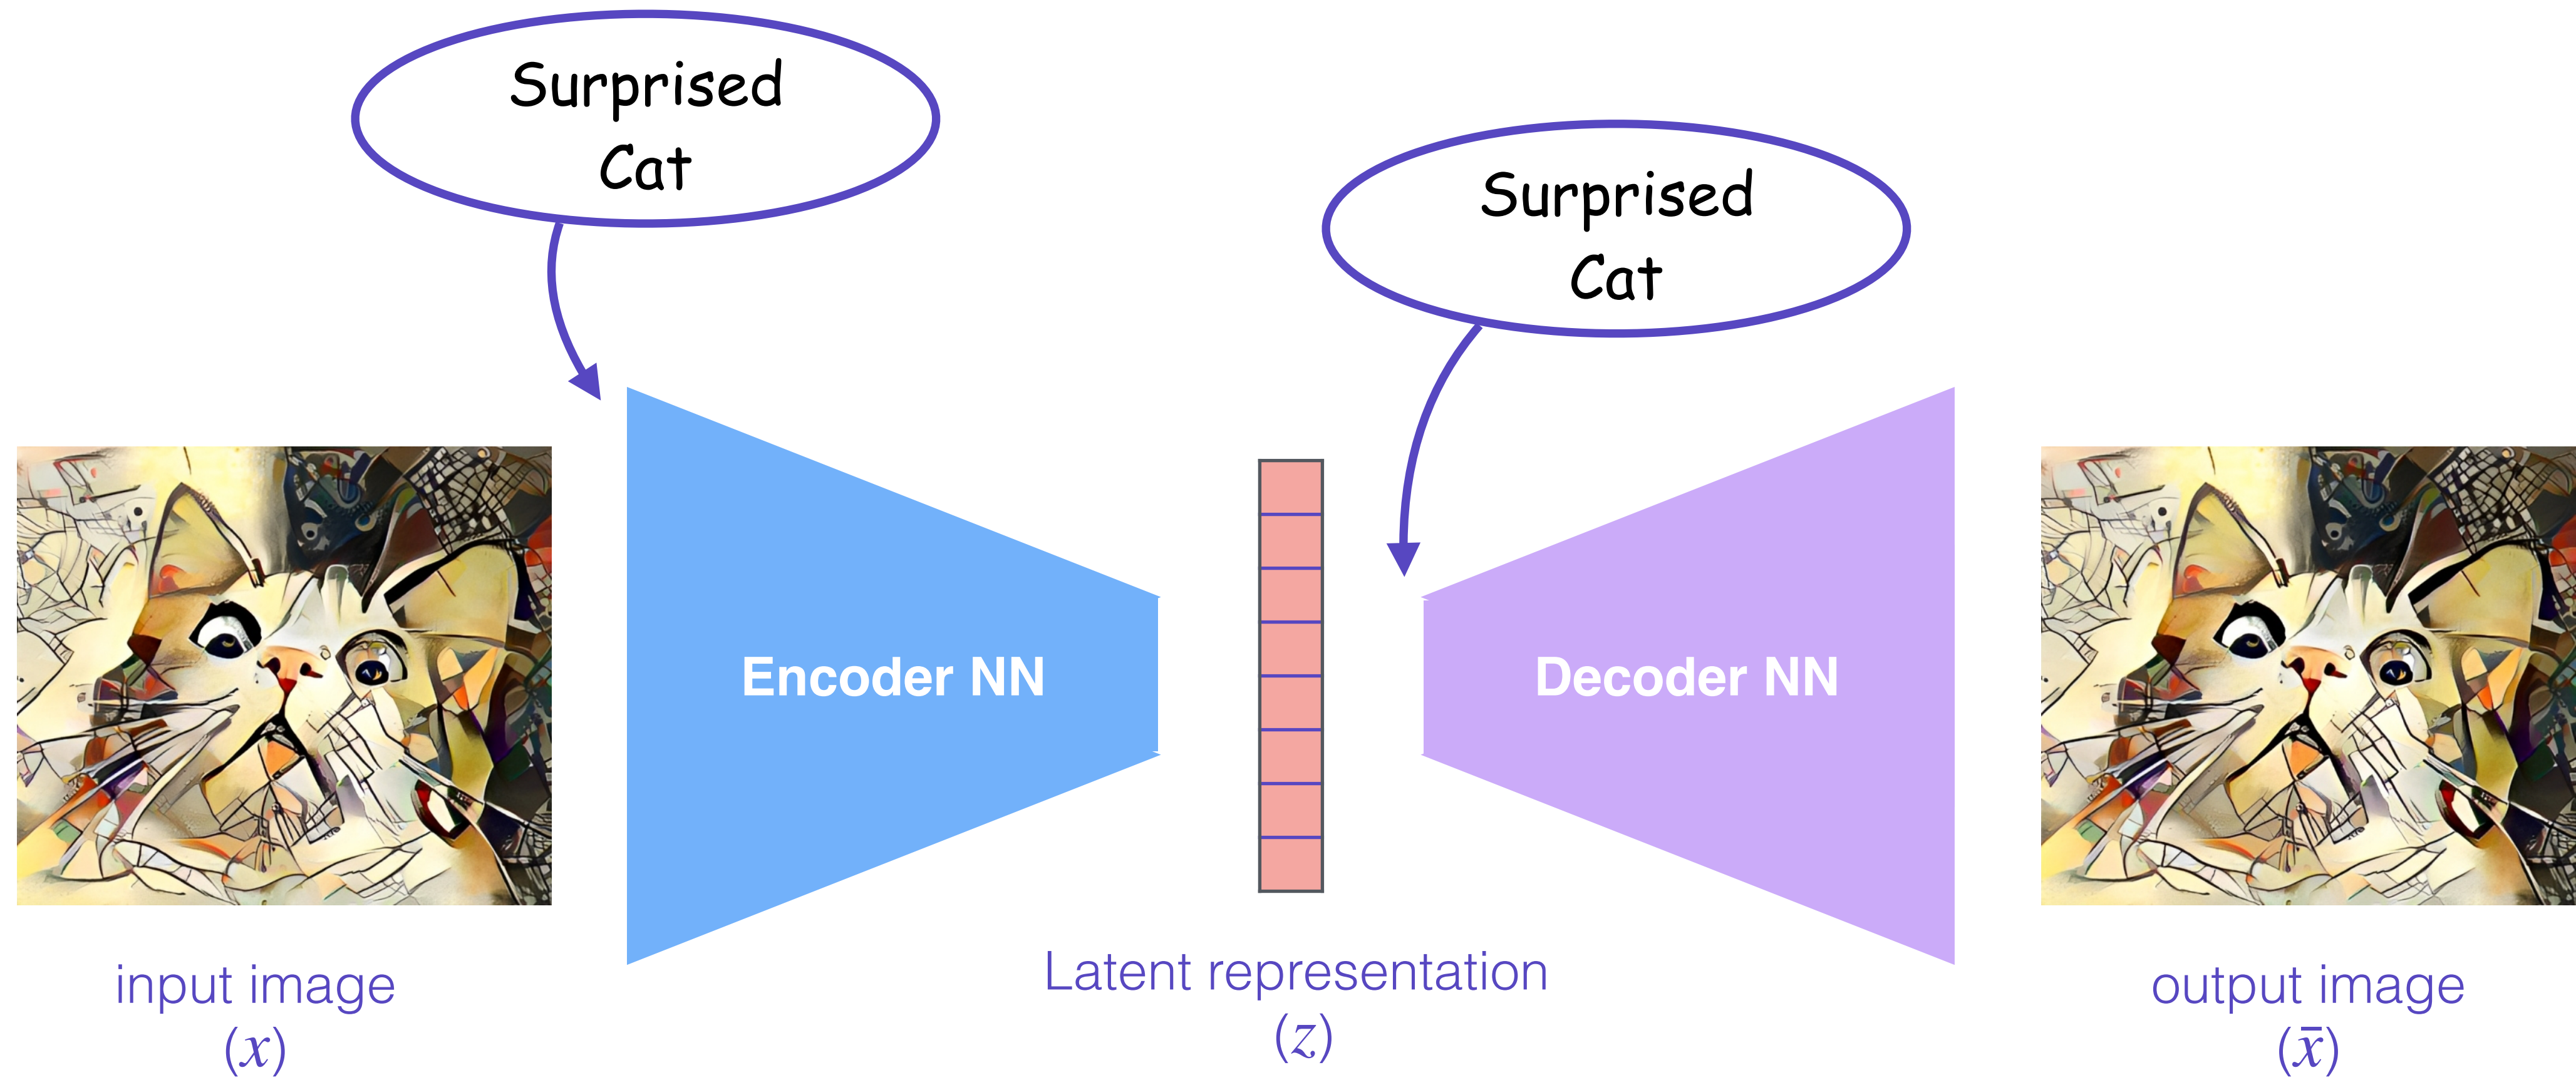 Surprised
Cat
Surprised
Cat
Encoder NN
Decoder NN
input image
(x)
Latent representation
(z)
output image
(x̄)